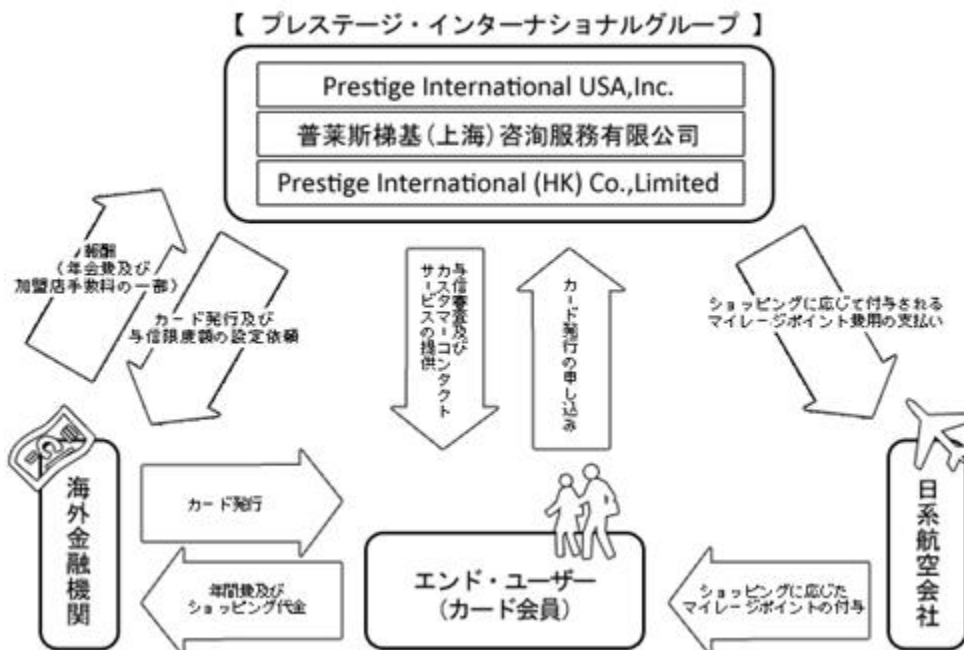 【 プレステージ・インターナショナルグループ 】
Prestige International USA,Inc.
普莱斯梯基(上海)咨洵服務有限公司
Prestige International (HK) Co.,Limited
報酬
(年会費及び
加盟店手数料の一部)
カード発行及び
与信限度額の設定依頼
与信審査及び
カスタマーコンタクト
サービスの提供
カード発行の申し込み
ショッピングに応じて付与される
マイレージポイント費用の支払い
海外金融機関
カード発行
年間費及び
ショッピング代金
エンド・ユーザー
(カード会員)
ショッピングに応じた
マイレージポイントの付与
日系航空会社